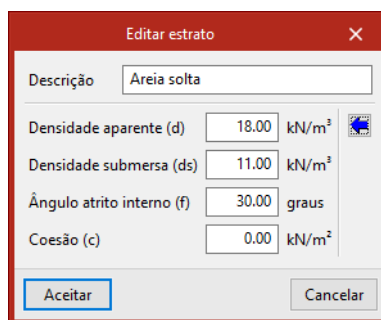 Editar estrato
Descrição Areia solta
Densidade aparente (d) 18.00 kN/m³
Densidade submersa (ds) 11.00 kN/m³
Ângulo atrito interno (f) 30.00 graus
Coesão (c) 0.00 kN/m²
Aceitar Cancelar